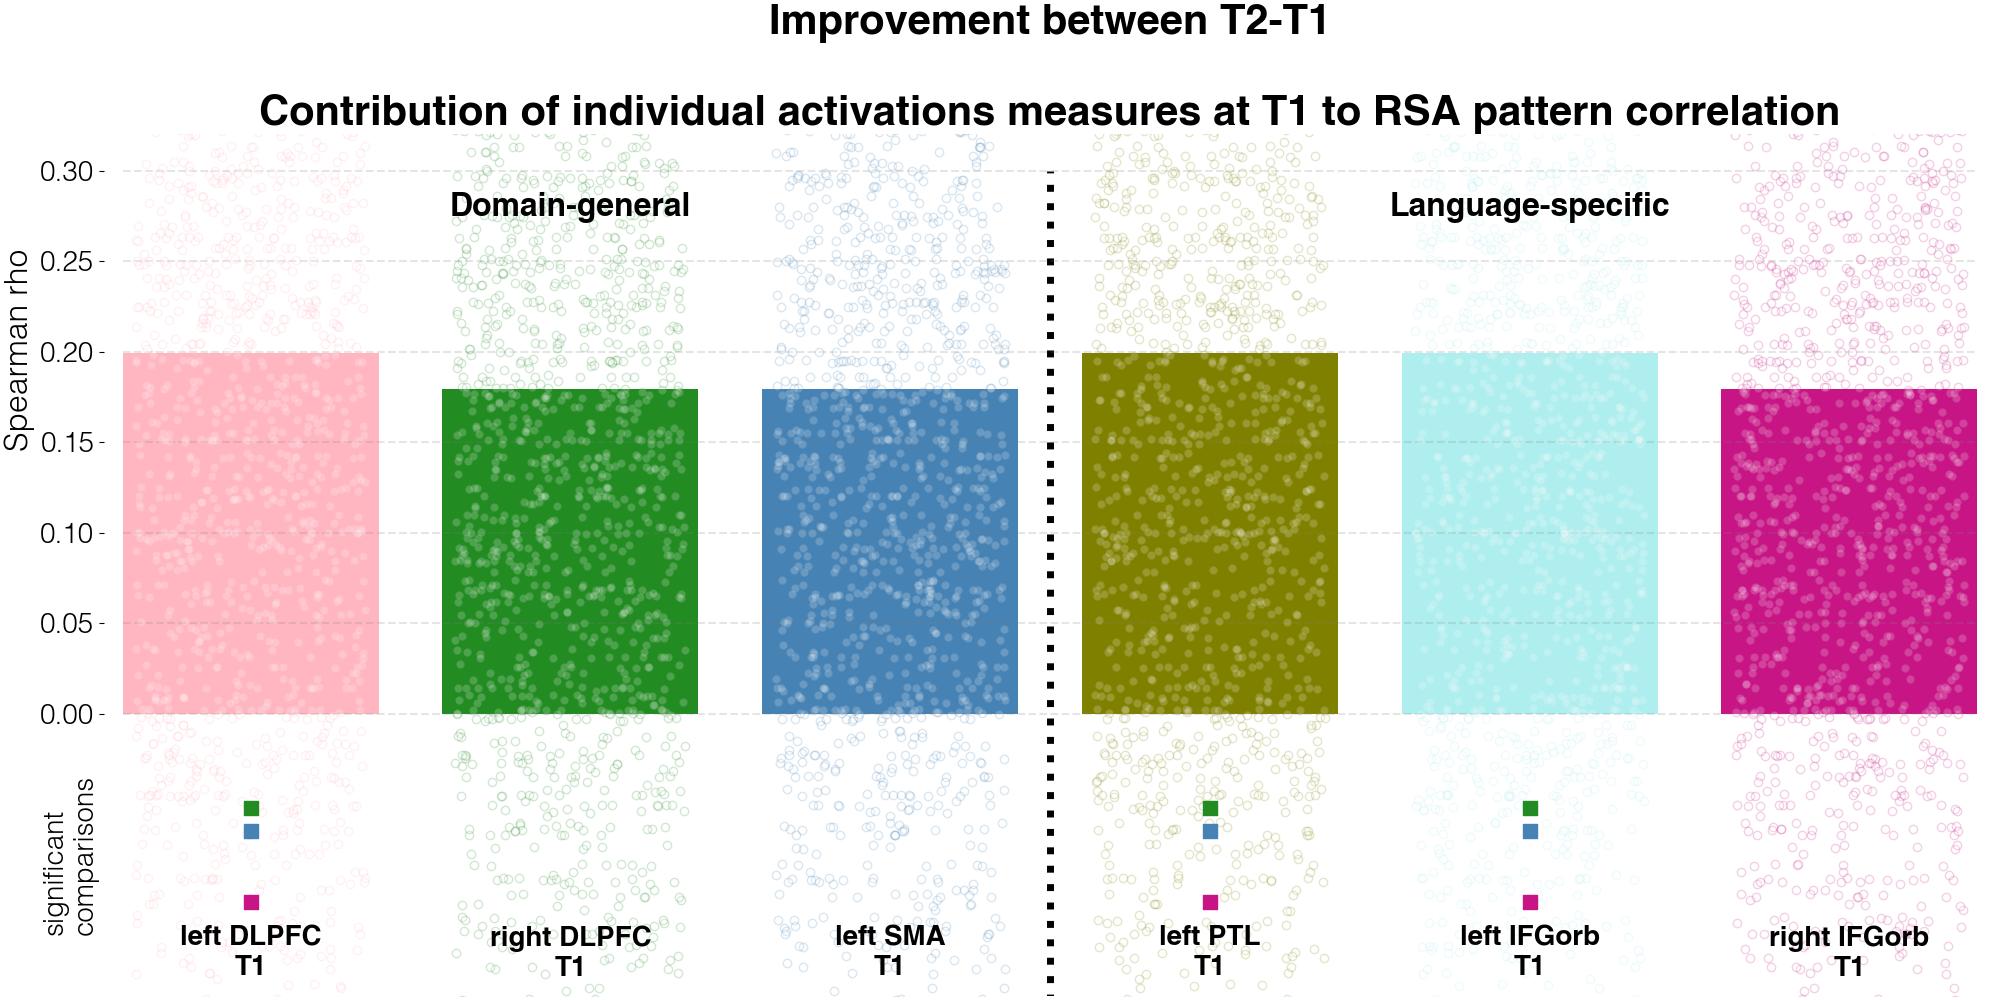 Improvement between T2-T1
Contribution of individual activations measures at T1 to RSA pattern correlation
Spearman rho
0.30
0.25
0.20
0.15
0.10
0.05
0.00
Domain-general
Language-specific
significant
comparisons
left DLPFC
T1
right DLPFC
T1
left SMA
T1
left PTL
T1
left IFGorb
T1
right IFGorb
T1